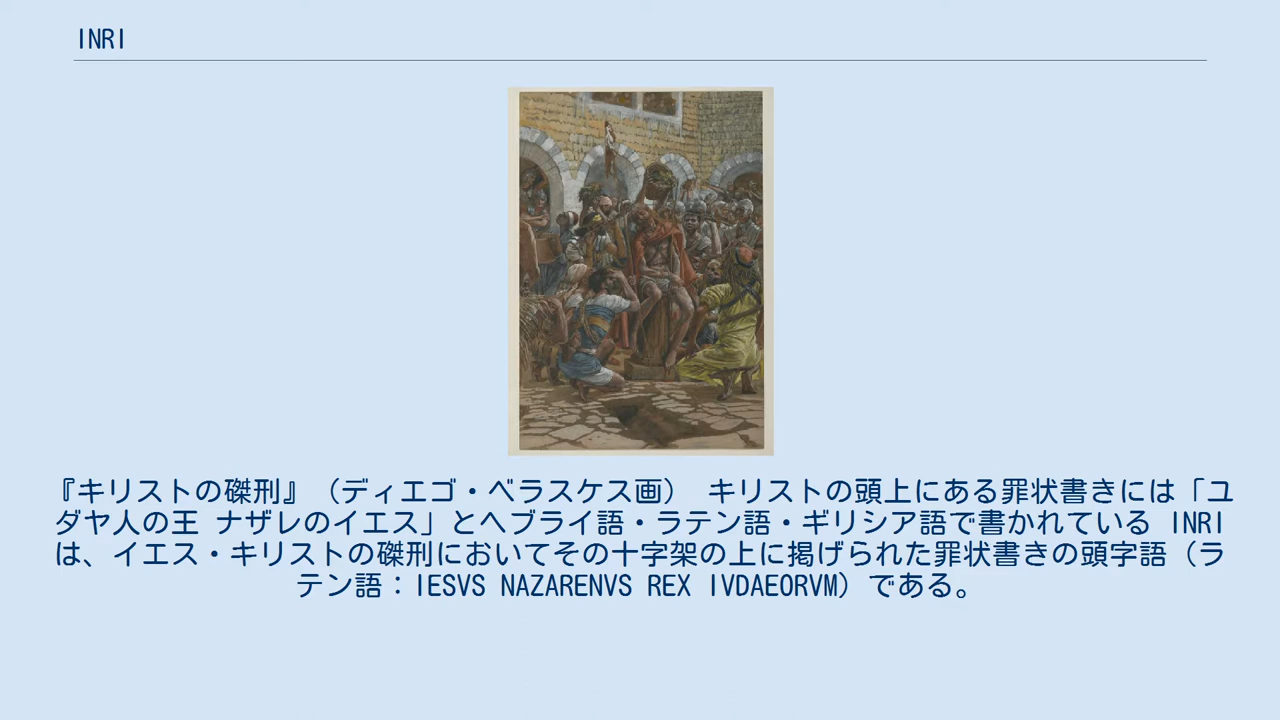 INRI
『キリストの磔刑』（ディエゴ・ベラスケス画） キリストの頭上にある罪状書きには「ユ
ダヤ人の王 ナザレのイエス」とヘブライ語・ラテン語・ギリシア語で書かれている INRI
は、イエス・キリストの磔刑においてその十字架の上に掲げられた罪状書きの頭字語（ラ
テン語：IESVS NAZARENVS REX IVDAEORVM）である。